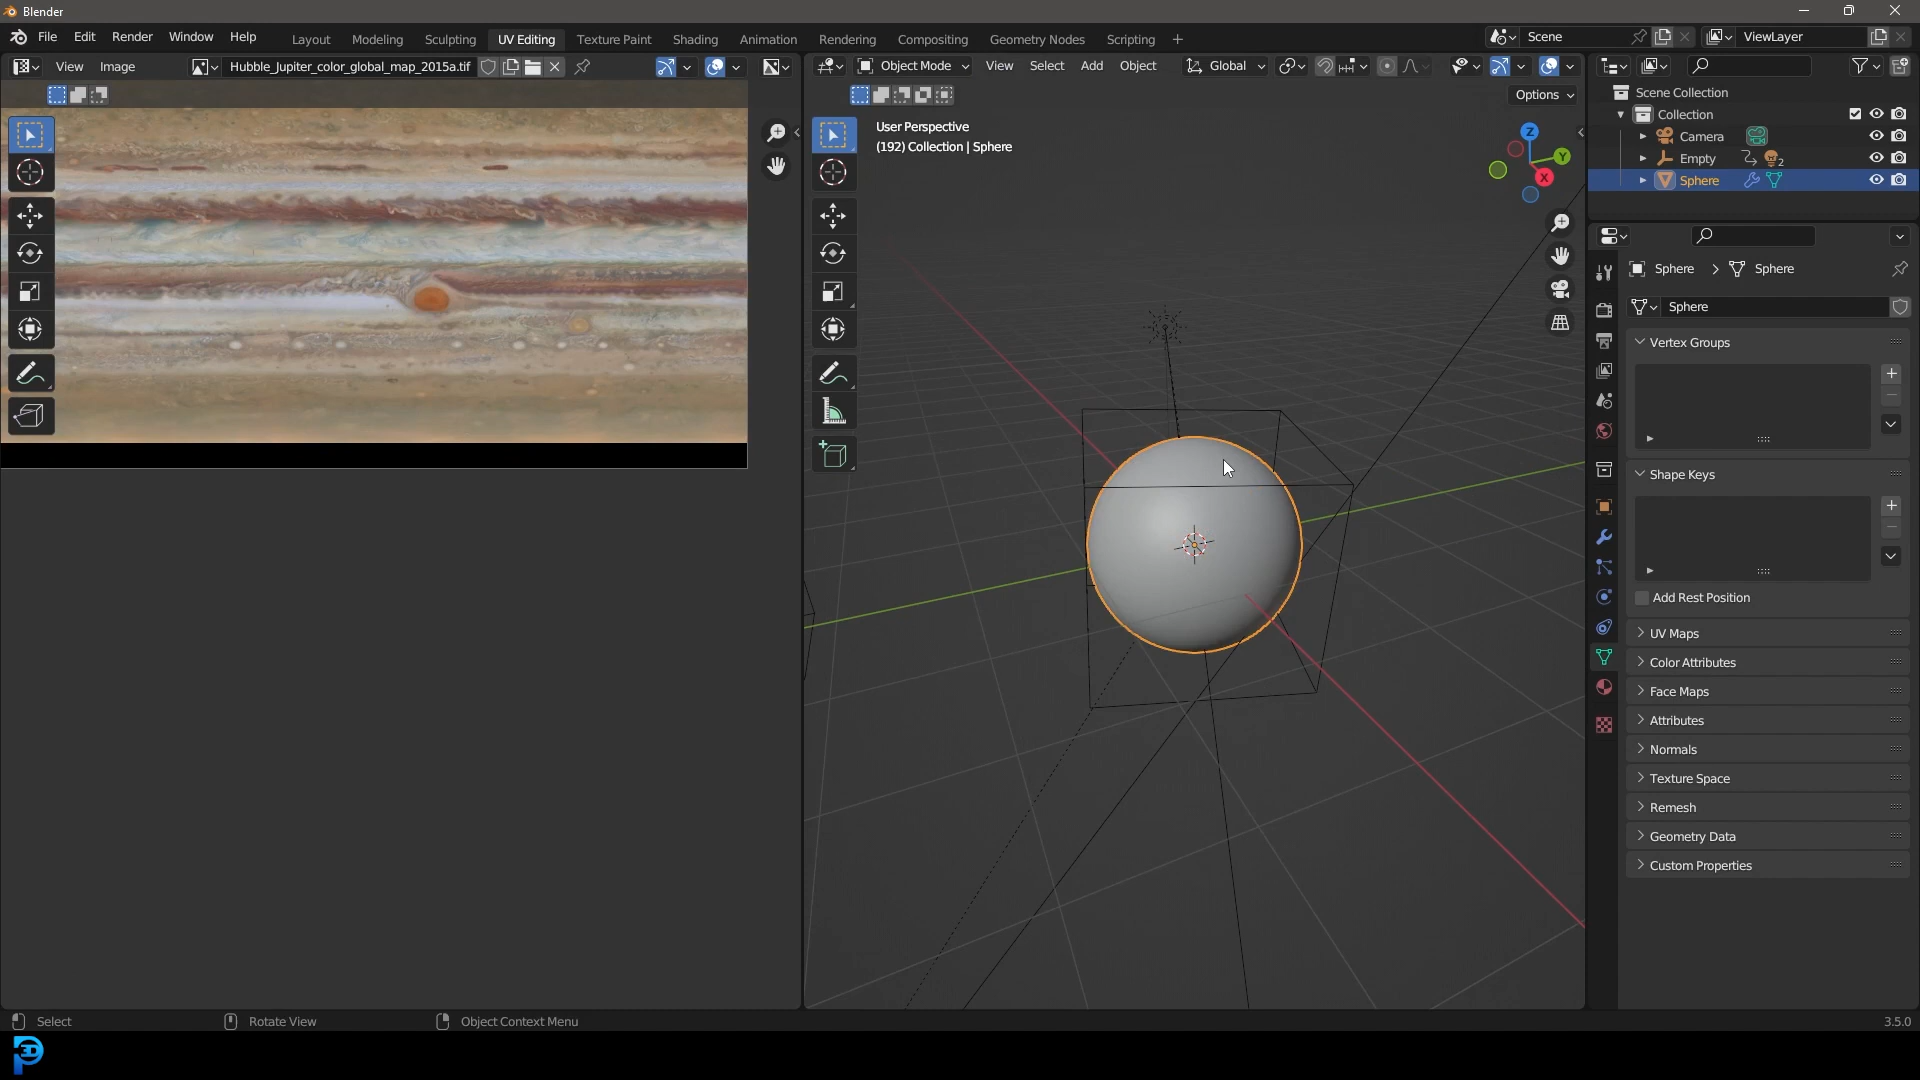 Blender
File Edit Render Window Help Layout Modeling Sculpting UV Editing Texture Paint Shading Animation Rendering Compositing Geometry Nodes Scripting + Scene ViewLayer
View Image Hubble_Jupiter_color_global_map_2015a.tif
Object Mode View Select Add Object Global
Options
User Perspective
(192) Collection | Sphere
Z
Y
X
Scene Collection
Collection
Camera
Empty 2
Sphere
Sphere > Sphere
Sphere
Vertex Groups
Shape Keys
Add Rest Position
UV Maps
Color Attributes
Face Maps
Attributes
Normals
Texture Space
Remesh
Geometry Data
Custom Properties
Select Rotate View Object Context Menu 3.5.0